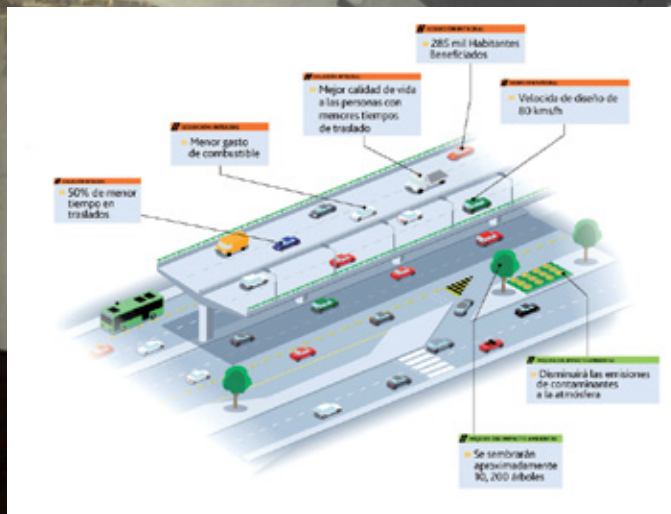 285 mil Habitantes
Beneficiados
Mejor calidad de vida
a las personas con
menores tiempos
de traslado
Velocida de diseño de
80 kms/h
Menor gasto
de combustible
50% de menor
tiempo en
traslados
Disminuirá las emisiones
de contaminantes
a la atmósfera
Se sembrarán
aproximadamente
10, 200 árboles